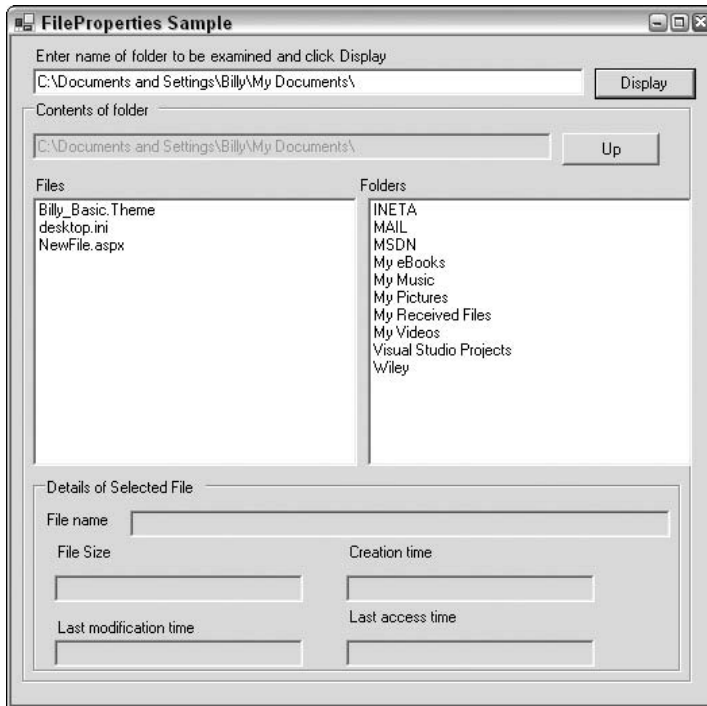 FileProperties Sample
Enter name of folder to be examined and click Display
C:\Documents and Settings\Billy\My Documents\
Display
Contents of folder
C:\Documents and Settings\Billy\My Documents\
Up
Files
Folders
Billy_Basic.Theme
desktop.ini
NewFile.aspx
INETA
MAIL
MSDN
My eBooks
My Music
My Pictures
My Received Files
My Videos
Visual Studio Projects
Wiley
Details of Selected File
File name
File Size
Creation time
Last modification time
Last access time